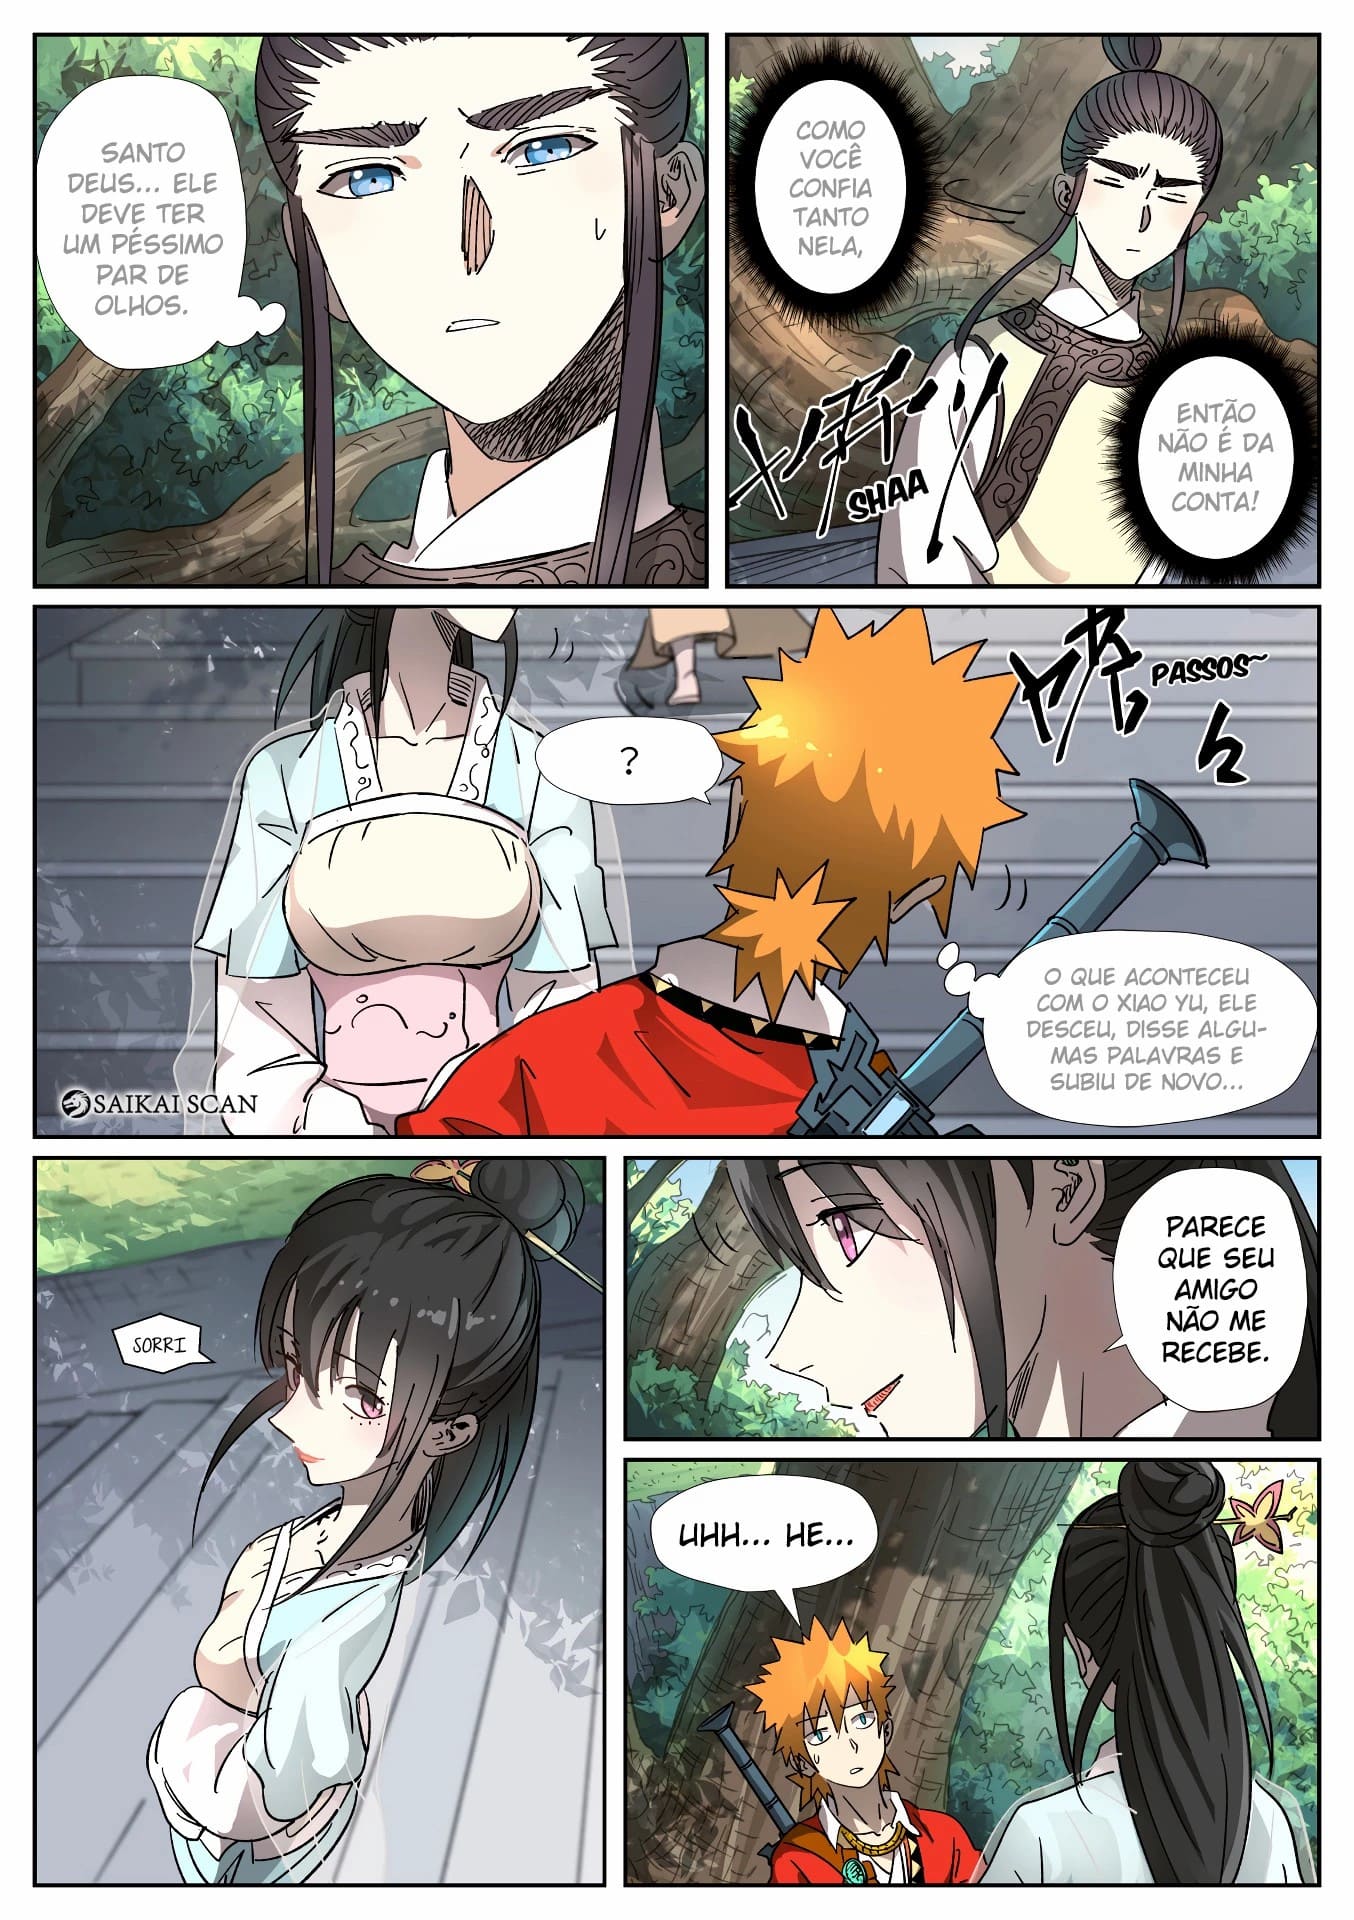 SANTO
DEUS... ELE
DEVE TER
UM PÉSSIMO
PAR DE
OLHOS.
COMO
VOCÊ
CONFIA
TANTO
NELA,
ENTÃO
NÃO É DA
MINHA
CONTA!
SHAA
?
PASSOS~
O QUE ACONTECEU
COM O XIAO YU, ELE
DESCEU, DISSE ALGU-
MAS PALAVRAS E
SUBIU DE NOVO...
SAIKAI SCAN
SORRI
PARECE
QUE SEU
AMIGO
NÃO ME
RECEBE.
UHH... HE...